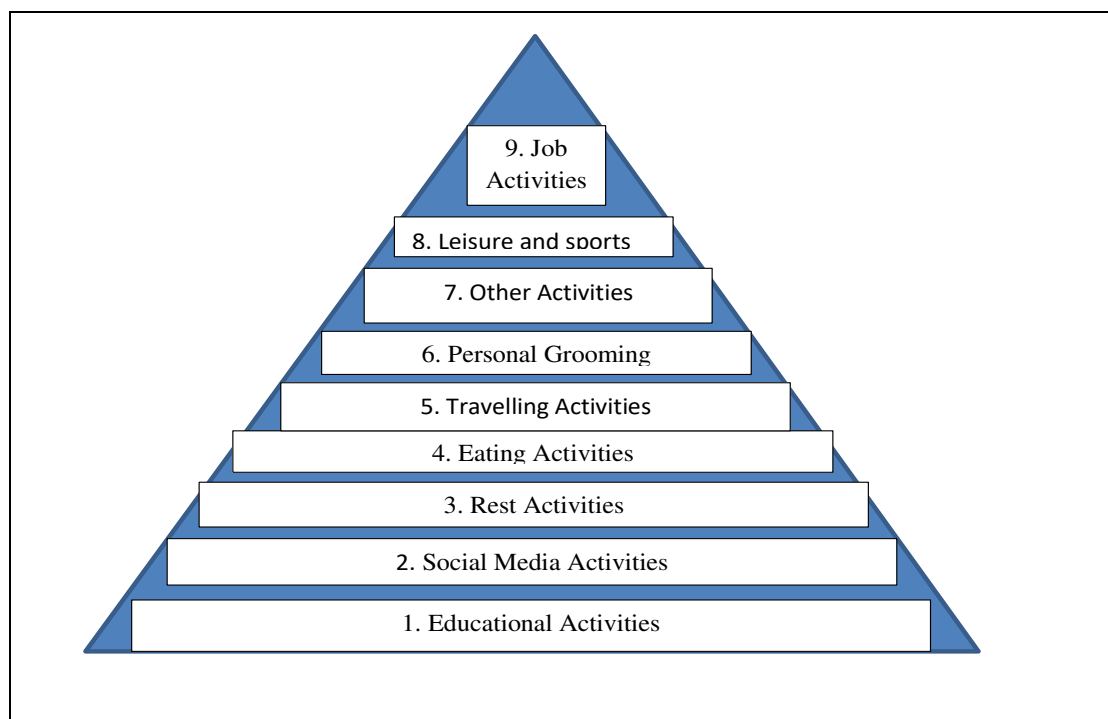 9. Job
Activities
8. Leisure and sports
7. Other Activities
6. Personal Grooming
5. Travelling Activities
4. Eating Activities
3. Rest Activities
2. Social Media Activities
1. Educational Activities